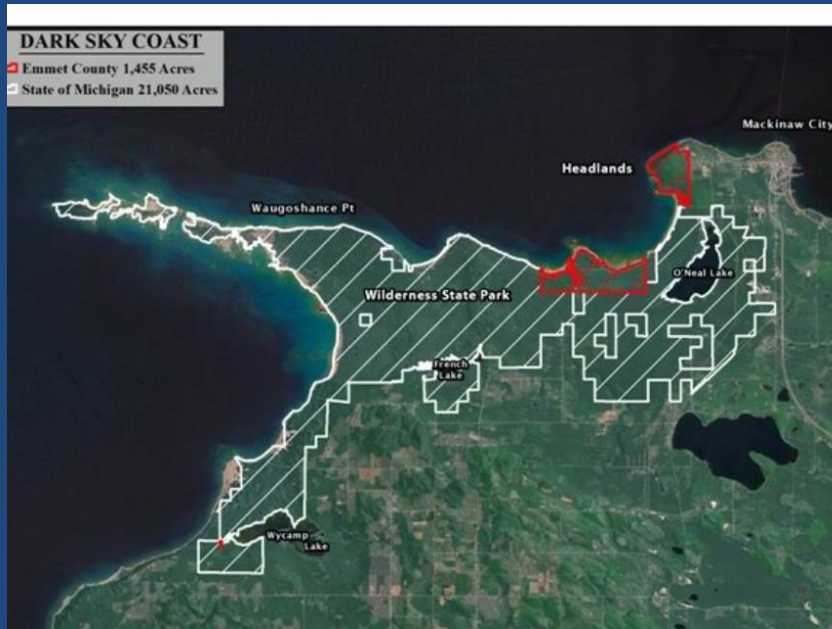 DARK SKY COAST
Emmet County 1,455 Acres
State of Michigan 21,050 Acres
Mackinaw City
Headlands
Waugoshance Pt
O'Neal Lake
Wilderness State Park
French
Lake
Wycamp
Lake